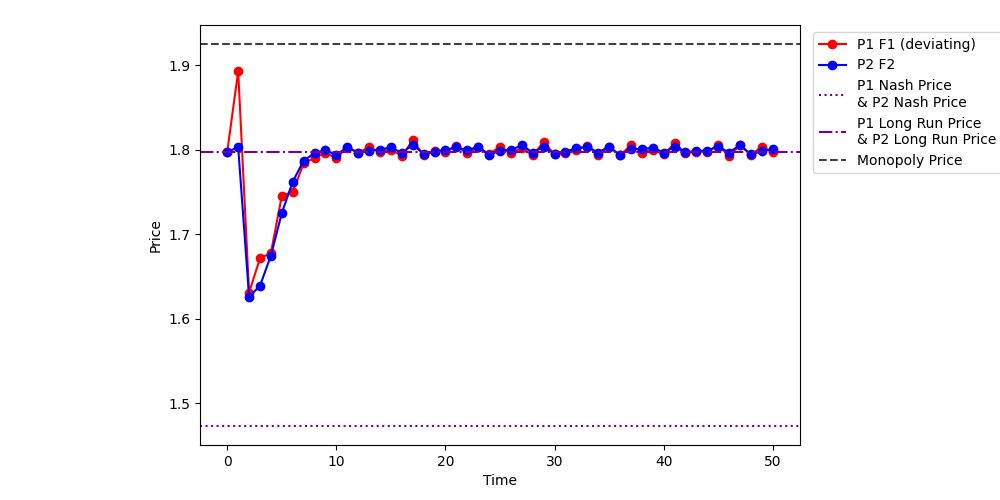 1.9
1.8
1.7
1.6
1.5
Price
0
10
20
30
40
50
Time
P1 F1 (deviating)
P2 F2
P1 Nash Price
& P2 Nash Price
P1 Long Run Price
& P2 Long Run Price
Monopoly Price